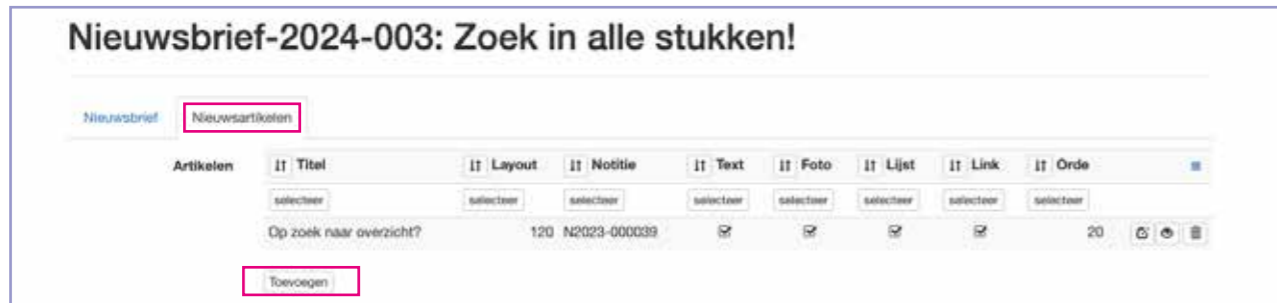 Nieuwsbrief-2024-003: Zoek in alle stukken!
Nieuwsbrief Nieuwsartikelen
Artikelen Titel Layout Notitie Text Foto Lijst Link Orde
selecteer selecteer selecteer selecteer selecteer selecteer selecteer selecteer
Op zoek naar overzicht? 120 N2023-000039 20
Toevoegen